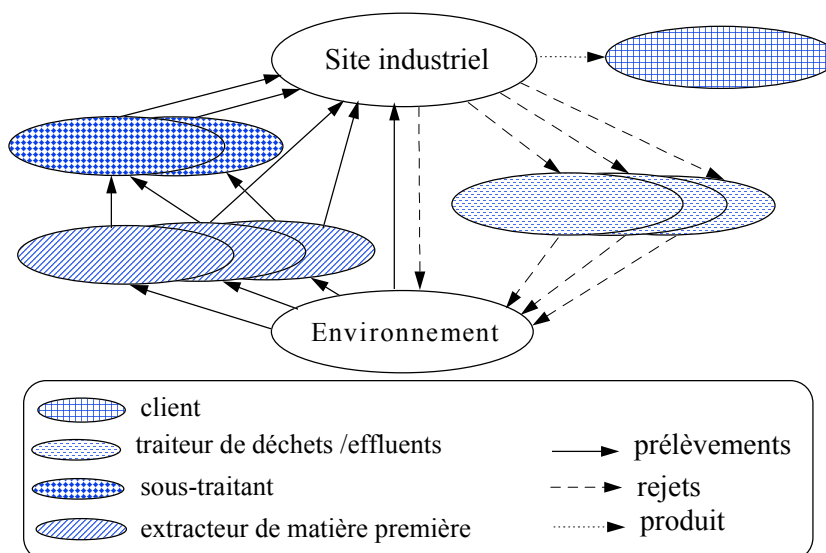 Site industriel
Environnement
client
traiteur de déchets /effluents
sous-traitant
extracteur de matière première
prélèvements
rejets
produit